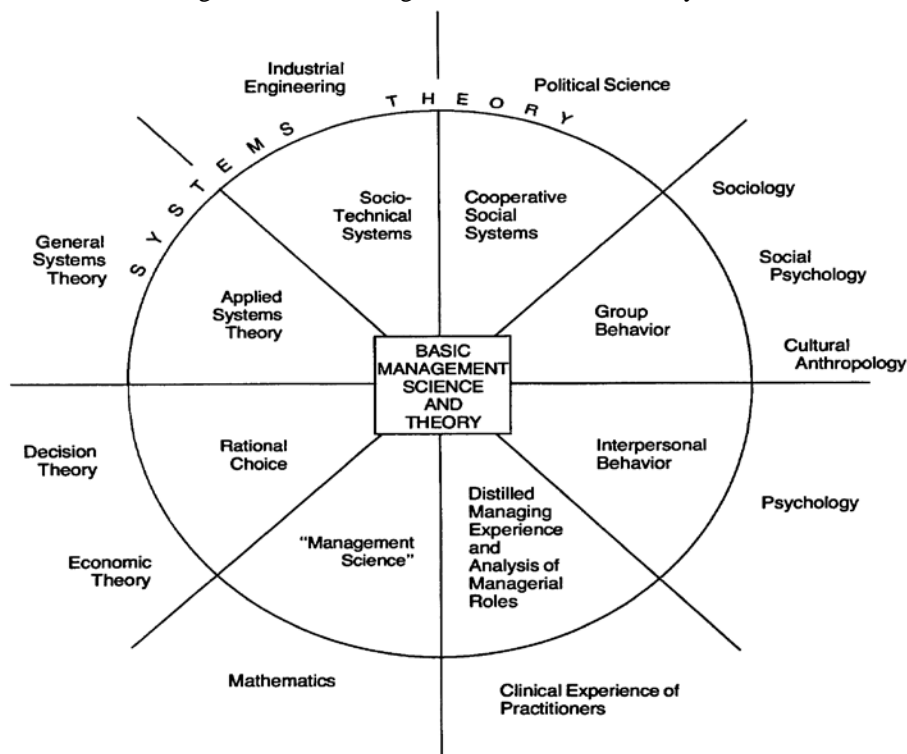 Industrial
Engineering
Political Science
SYSTEMS THEORY
Socio-
Technical
Systems
Cooperative
Social
Systems
Sociology
General
Systems
Theory
Social
Psychology
Applied
Systems
Theory
Group
Behavior
Cultural
Anthropology
BASIC
MANAGEMENT
SCIENCE
AND
THEORY
Decision
Theory
Rational
Choice
Interpersonal
Behavior
Psychology
"Management
Science"
Distilled
Managing
Experience
and
Analysis of
Managerial
Roles
Economic
Theory
Mathematics
Clinical Experience of
Practitioners